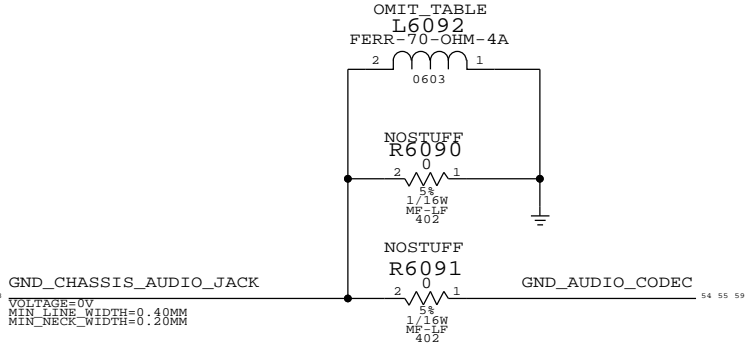 OMIT_TABLE
L6092
FERR-70-OHM-4A
2
1
0603
NOSTUFF
R6090
0
2
1
5%
1/16W
MF-LF
402
NOSTUFF
R6091
GND_CHASSIS_AUDIO_JACK
0
GND_AUDIO_CODEC
2
1
54 55 59
VOLTAGE=0V
MIN_LINE_WIDTH=0.40MM
MIN_NECK_WIDTH=0.20MM
5%
1/16W
MF-LF
402